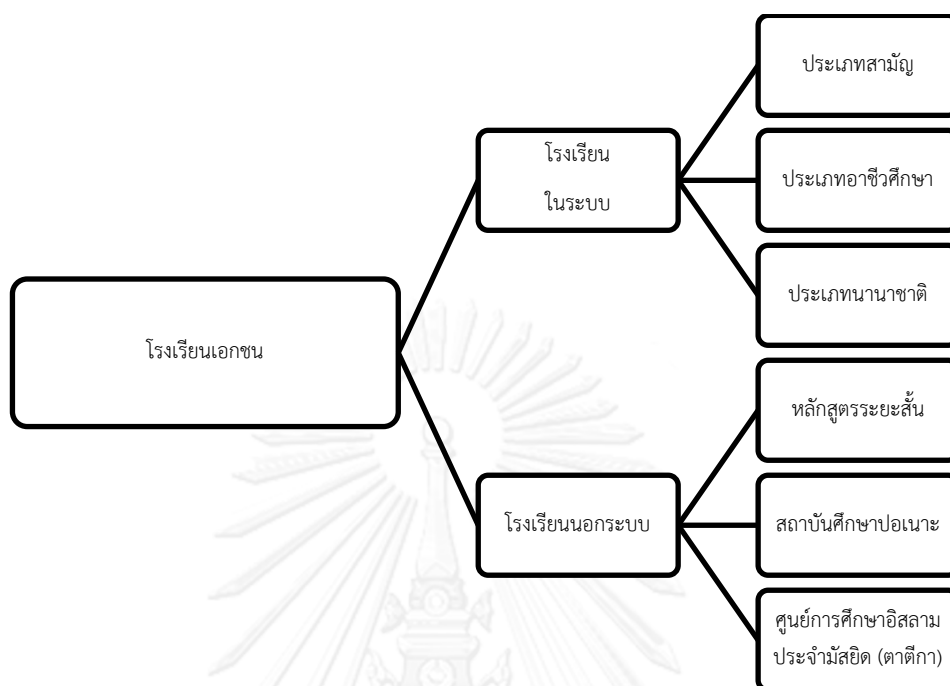 ประเภทสามัญ
โรงเรียน
ในระบบ
ประเภทอาชีวศึกษา
ประเภทนานาชาติ
โรงเรียนเอกชน
หลักสูตรระยะสั้น
โรงเรียนนอกระบบ
สถาบันศึกษาปอเนาะ
ศูนย์การศึกษาอิสลาม
ประจำมัสยิด (ตาตีกา)